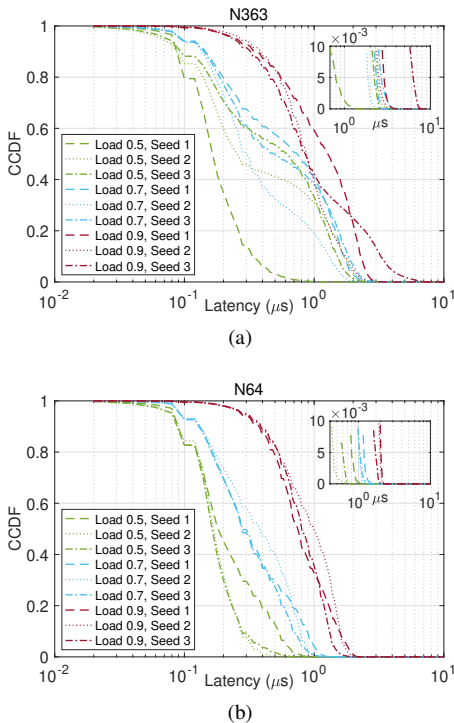 N363
CCDF
1
0.8
0.6
0.4
0.2
0
10⁻²
10⁻¹
10⁰
10¹
Latency (μs)
Load 0.5, Seed 1
Load 0.5, Seed 2
Load 0.5, Seed 3
Load 0.7, Seed 1
Load 0.7, Seed 2
Load 0.7, Seed 3
Load 0.9, Seed 1
Load 0.9, Seed 2
Load 0.9, Seed 3
10 × 10⁻³
5
0
10⁰
μs
10¹
(a)
N64
CCDF
1
0.8
0.6
0.4
0.2
0
10⁻²
10⁻¹
10⁰
10¹
Latency (μs)
Load 0.5, Seed 1
Load 0.5, Seed 2
Load 0.5, Seed 3
Load 0.7, Seed 1
Load 0.7, Seed 2
Load 0.7, Seed 3
Load 0.9, Seed 1
Load 0.9, Seed 2
Load 0.9, Seed 3
10 × 10⁻³
5
0
10⁰ μs
10¹
(b)